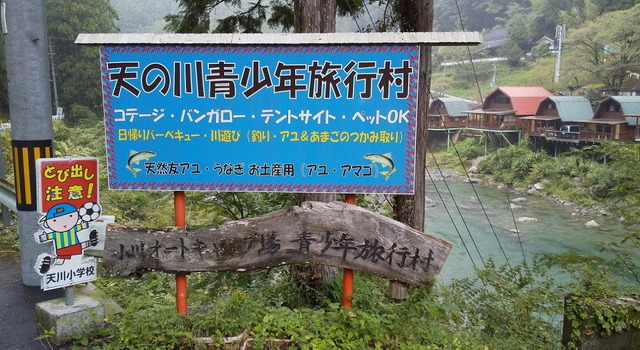 天の川青少年旅行村
コテージ・バンガロー・テントサイト・ペットOK
日帰りバーベキュー・川遊び（釣り・アユ&あまごのつかみ取り）
天然友アユ・うなぎ お土産用（アユ・アマゴ）
とび出し
注意！
天川小学校
小川オートキャンプ場 青少年旅行村